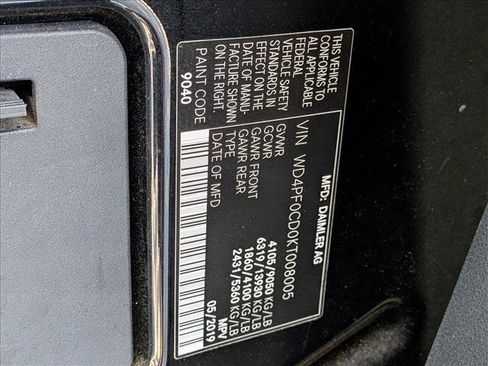 MFD: DAIMLER AG
VIN WD4PF0CD0KT008005
GVWR 4105/9050 KG/LB
GCWR 6319/13930 KG/LB
GAWR FRONT 1860/4100 KG/LB
GAWR REAR 2431/5360 KG/LB
TYPE MPV
DATE OF MFD 05/2019
THIS VEHICLE
CONFORMS TO
ALL APPLICABLE
FEDERAL
VEHICLE SAFETY
STANDARDS IN
EFFECT ON THE
DATE OF MANU-
FACTURE SHOWN
ON THE RIGHT.
PAINT CODE
9040